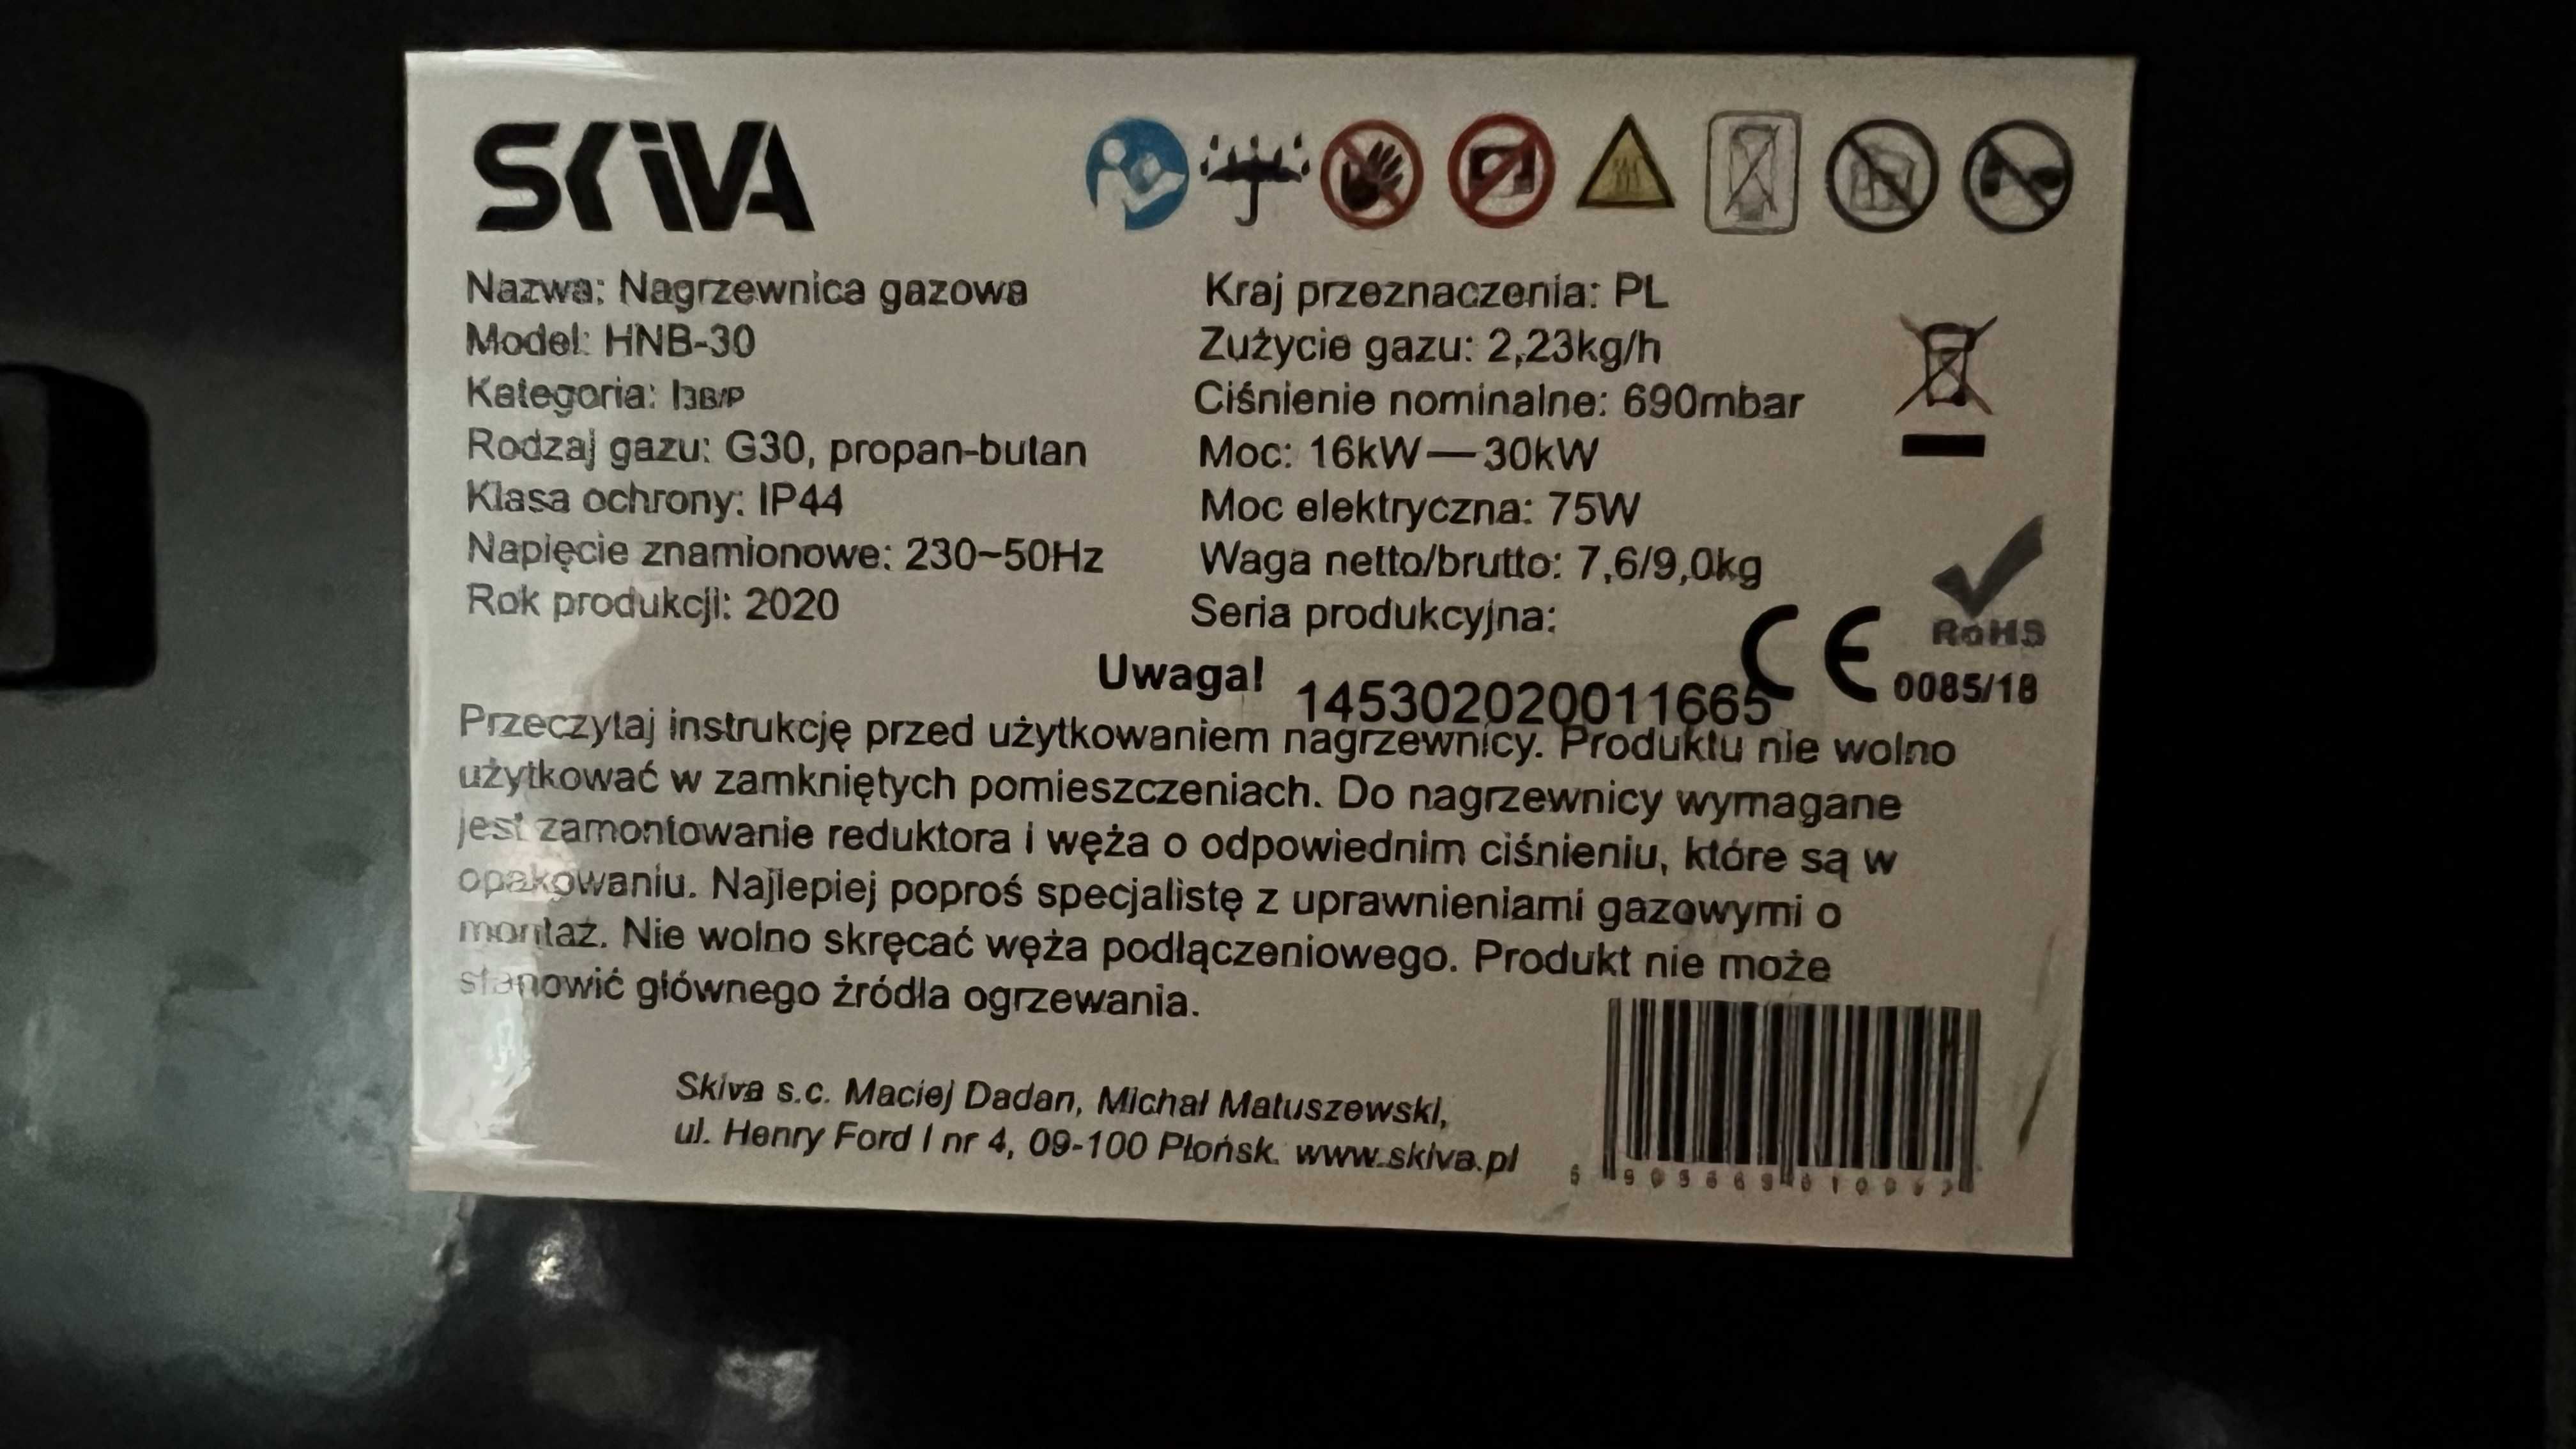 SKIVA
Nazwa: Nagrzewnica gazowa
Model: HNB-30
Kategoria: I3B/P
Rodzaj gazu: G30, propan-butan
Klasa ochrony: IP44
Napięcie znamionowe: 230~50Hz
Rok produkcji: 2020
Kraj przeznaczenia: PL
Zużycie gazu: 2,23kg/h
Ciśnienie nominalne: 690mbar
Moc: 16kW—30kW
Moc elektryczna: 75W
Waga netto/brutto: 7,6/9,0kg
Seria produkcyjna:
145302020011665
CE
RoHS
0085/18
Uwaga!
Przeczytaj instrukcję przed użytkowaniem nagrzewnicy. Produktu nie wolno
użytkować w zamkniętych pomieszczeniach. Do nagrzewnicy wymagane
jest zamontowanie reduktora i węża o odpowiednim ciśnieniu, które są w
opakowaniu. Najlepiej poproś specjalistę z uprawnieniami gazowymi o
montaż. Nie wolno skręcać węża podłączeniowego. Produkt nie może
stanowić głównego źródła ogrzewania.
Skiva s.c. Maciej Dadan, Michał Matuszewski,
ul. Henry Ford I nr 4, 09-100 Płońsk. www.skiva.pl